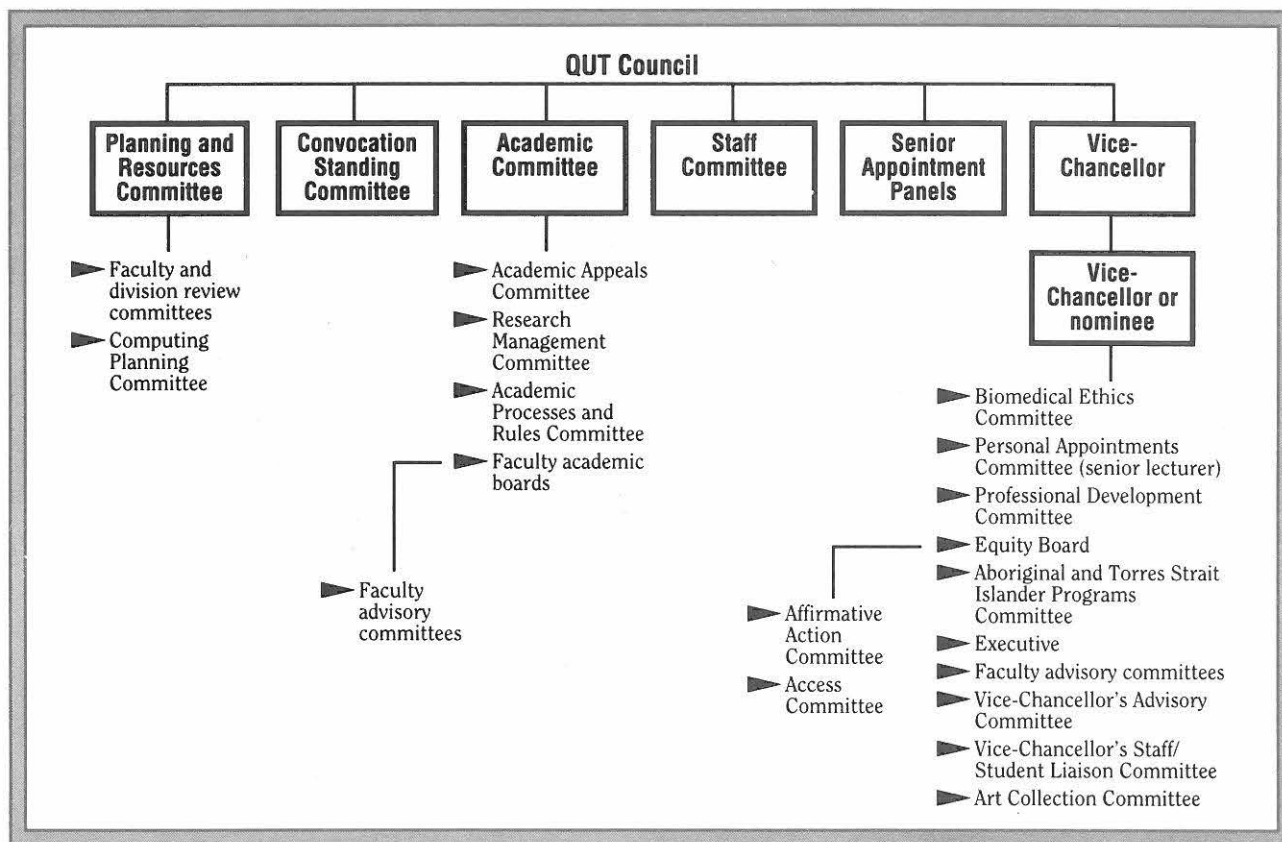 QUT Council
Planning and
Resources
Committee
Convocation
Standing
Committee
Academic
Committee
Staff
Committee
Senior
Appointment
Panels
Vice-
Chancellor
Faculty and
division review
committees
Computing
Planning
Committee
Academic Appeals
Committee
Research
Management
Committee
Academic
Processes and
Rules Committee
Faculty academic
boards
Faculty
advisory
committees
Vice-
Chancellor or
nominee
Biomedical Ethics
Committee
Personal Appointments
Committee (senior lecturer)
Professional Development
Committee
Equity Board
Affirmative
Action
Committee
Access
Committee
Aboriginal and Torres Strait
Islander Programs
Committee
Executive
Faculty advisory committees
Vice-Chancellor's Advisory
Committee
Vice-Chancellor's Staff/
Student Liaison Committee
Art Collection Committee